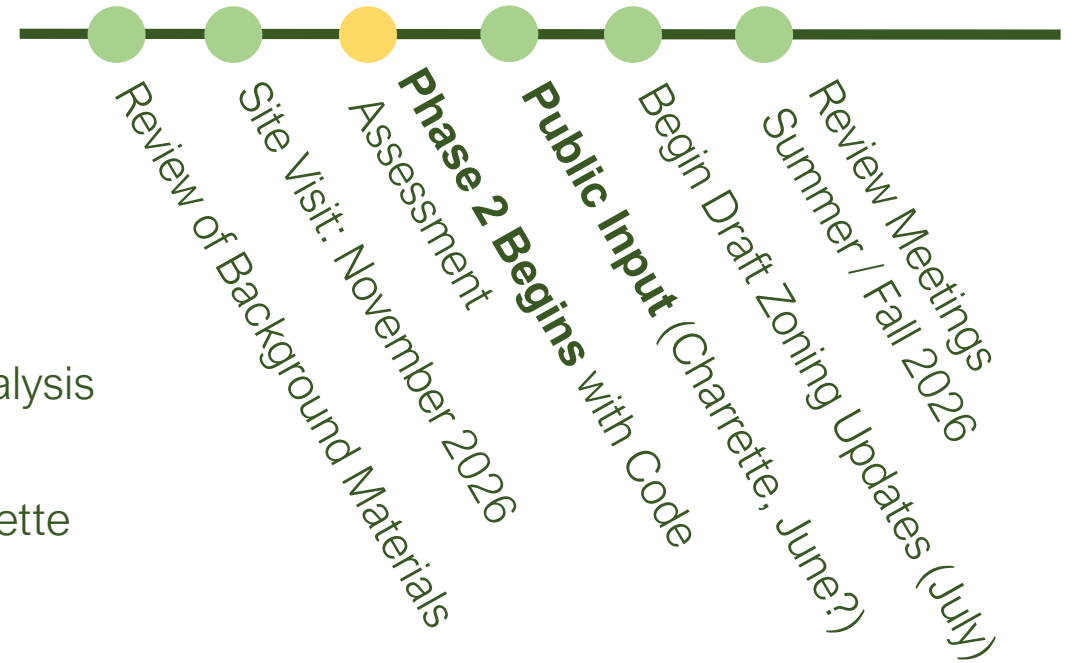 Review of Background Materials
Site Visit: November 2026
Phase 2 Begins with Code
Assessment
Public Input (Charrette, June?)
Begin Draft Zoning Updates (July)
Review Meetings
Summer / Fall 2026
alysis
ette